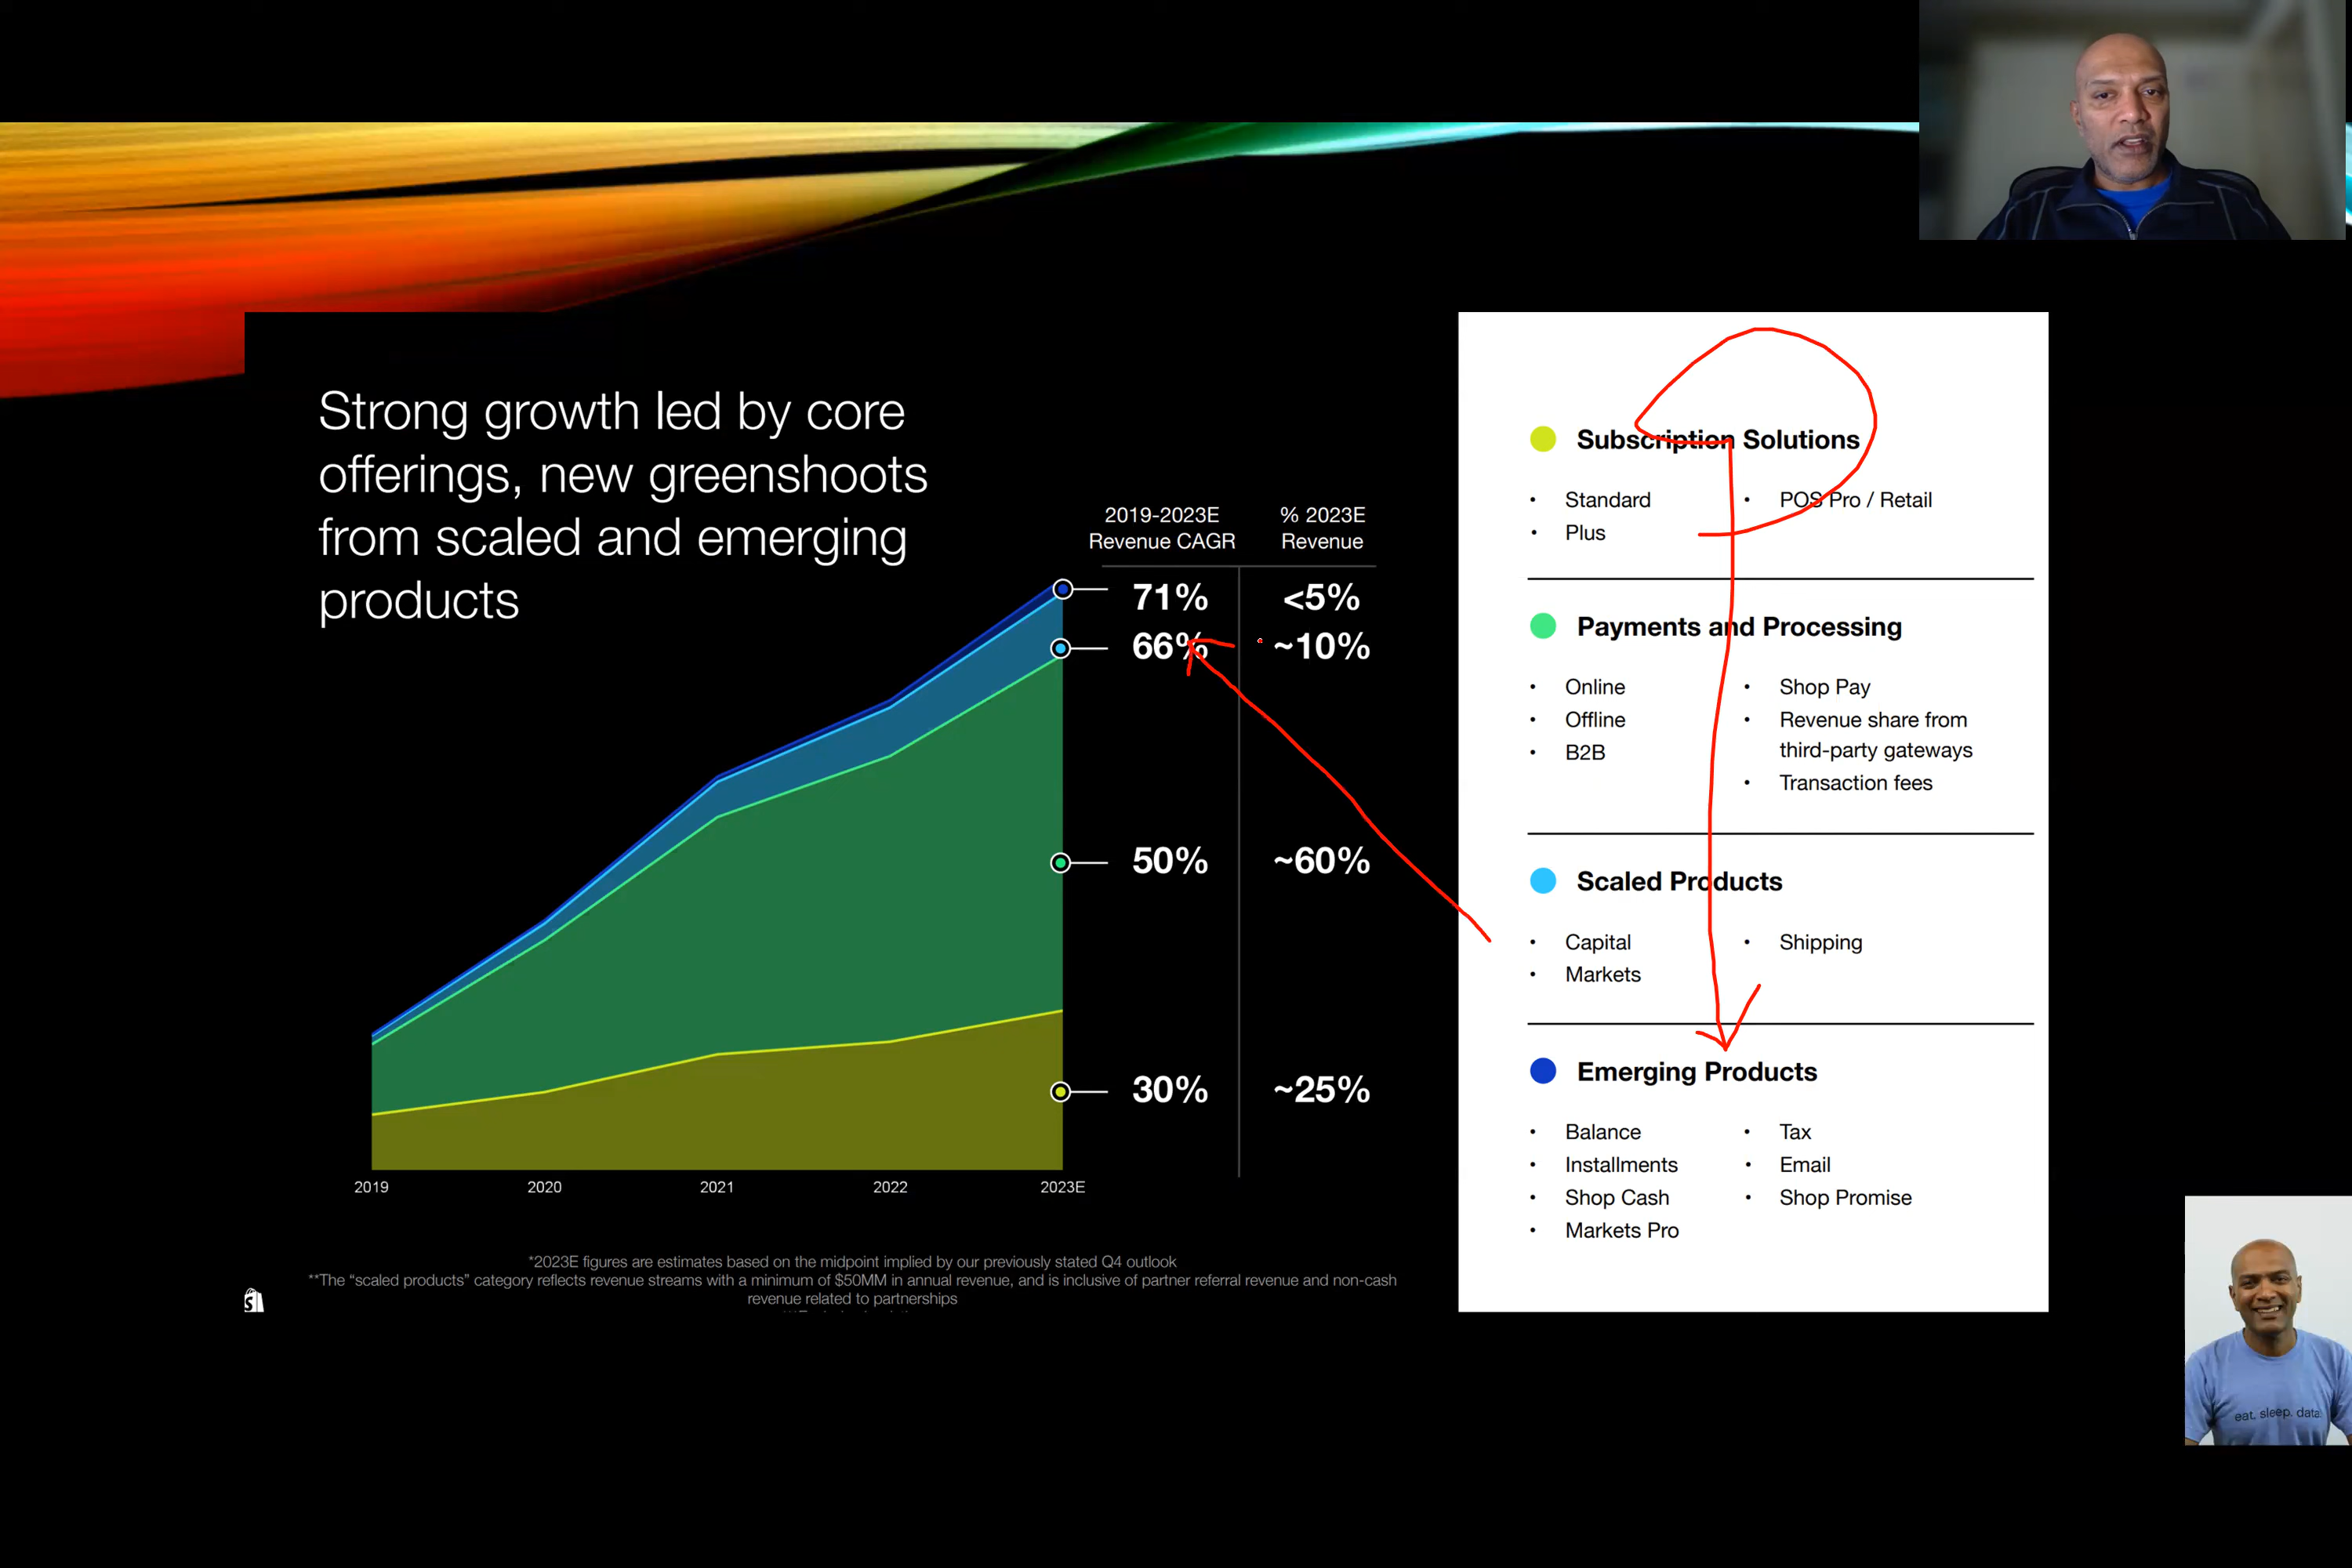 Strong growth led by core
offerings, new greenshoots
from scaled and emerging
products
2019-2023E
Revenue CAGR
% 2023E
Revenue
71%
<5%
66%
~10%
50%
~60%
30%
~25%
2019
2020
2021
2022
2023E
*2023E figures are estimates based on the midpoint implied by our previously stated Q4 outlook
**The “scaled products” category reflects revenue streams with a minimum of $50MM in annual revenue, and is inclusive of partner referral revenue and non-cash
revenue related to partnerships
S
Subscription Solutions
• Standard
• Plus
• POS Pro / Retail
Payments and Processing
• Online
• Offline
• B2B
• Shop Pay
• Revenue share from
third-party gateways
• Transaction fees
Scaled Products
• Capital
• Markets
• Shipping
Emerging Products
• Balance
• Installments
• Shop Cash
• Markets Pro
• Tax
• Email
• Shop Promise
eat. sleep. data